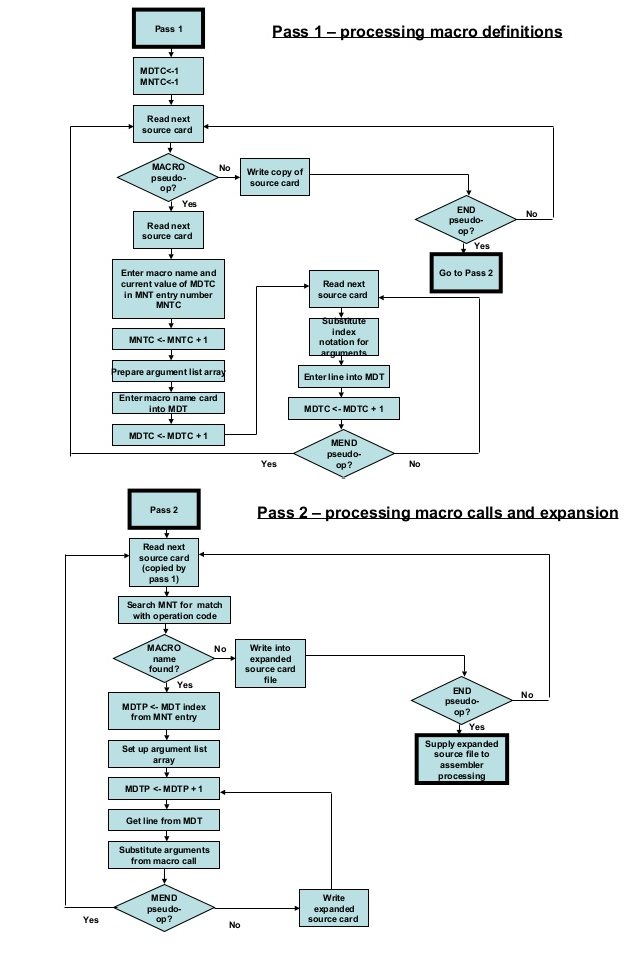 Pass 1
Pass 1 – processing macro definitions
MDTC<-1
MNTC<-1
Read next
source card
MACRO
pseudo-
op?
No
Write copy of
source card
Yes
END
pseudo-
op?
No
Yes
Go to Pass 2
Read next
source card
Enter macro name and
current value of MDTC
in MNT entry number
MNTC
MNTC <- MNTC + 1
Prepare argument list array
Enter macro name card
into MDT
MDTC <- MDTC + 1
Read next
source card
Substitute
index
notation for
arguments
Enter line into MDT
MDTC <- MDTC + 1
MEND
pseudo-
op?
Yes
No
Pass 2
Pass 2 – processing macro calls and expansion
Read next
source card
(copied by
pass 1)
Search MNT for match
with operation code
MACRO
name
found?
No
Write into
expanded
source card
file
Yes
END
pseudo-
op?
No
Yes
Supply expanded
source file to
assembler
processing
MDTP <- MDT index
from MNT entry
Set up argument list
array
MDTP <- MDTP + 1
Get line from MDT
Substitute arguments
from macro call
MEND
pseudo-
op?
Yes
No
Write
expanded
source card